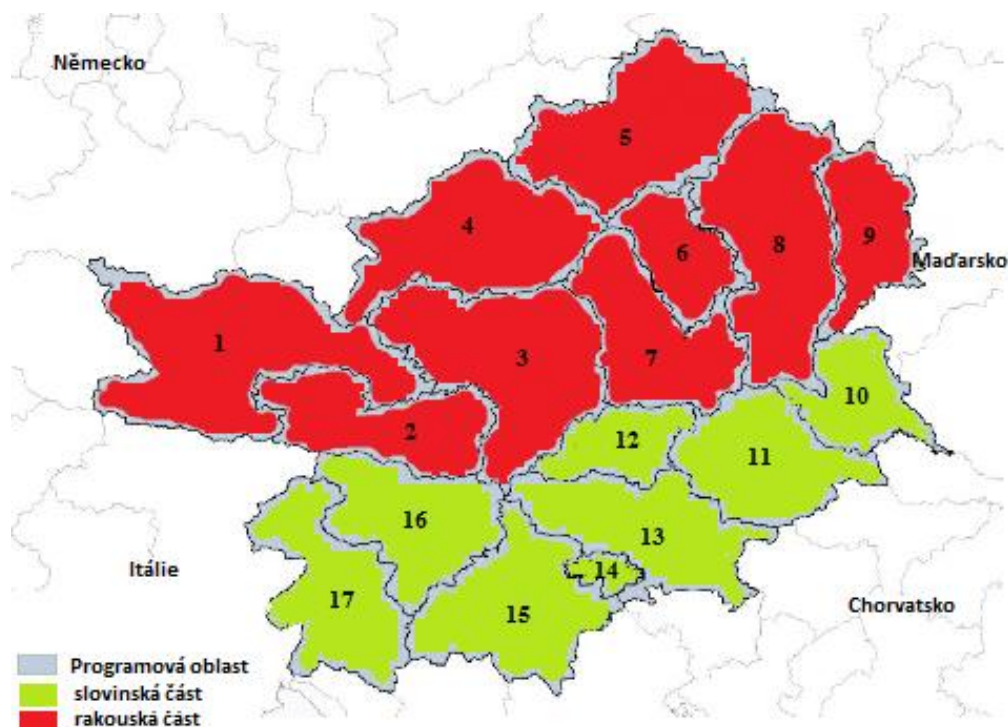 Německo
5
4
6
8
9
Maďarsko
1
3
7
10
2
12
11
16
13
Itálie
14
17
15
Chorvatsko
Programová oblast
slovinská část
rakouská část